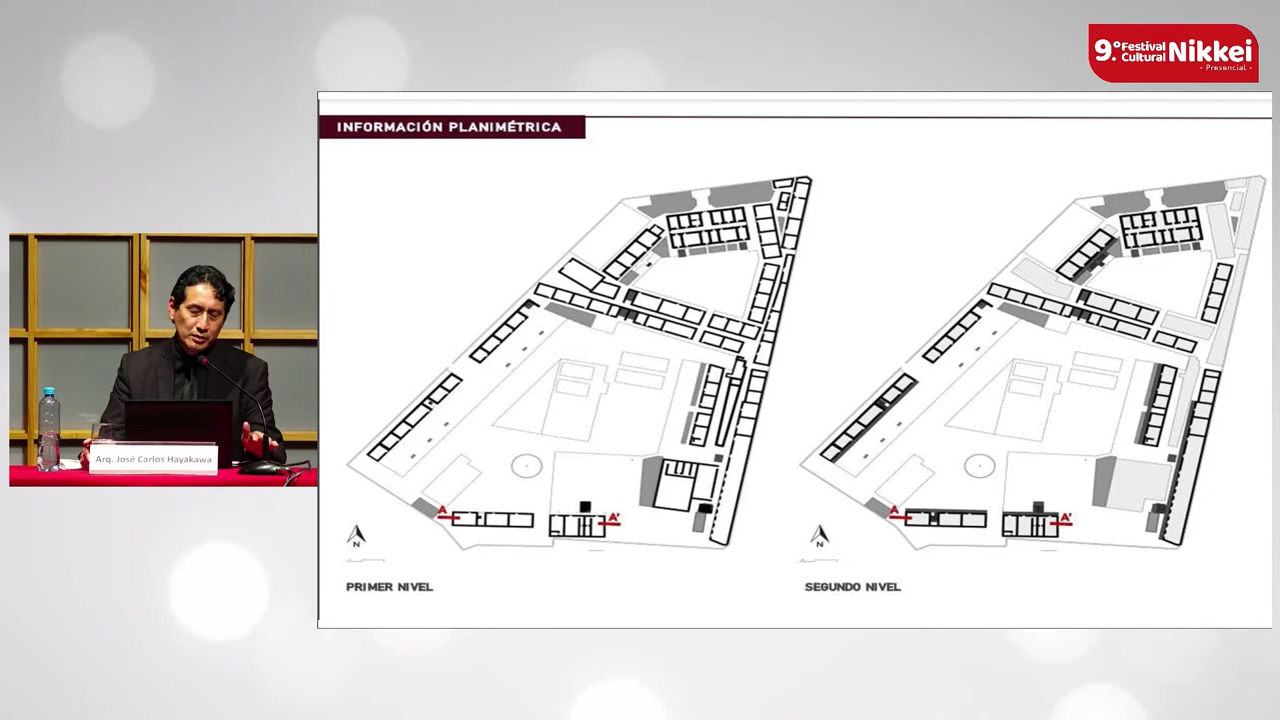 9.° Festival Cultural Nikkei
• Presencial •
INFORMACIÓN PLANIMÉTRICA
Arq. José Carlos Hayakawa
A
A'
N
PRIMER NIVEL
A
A'
N
SEGUNDO NIVEL